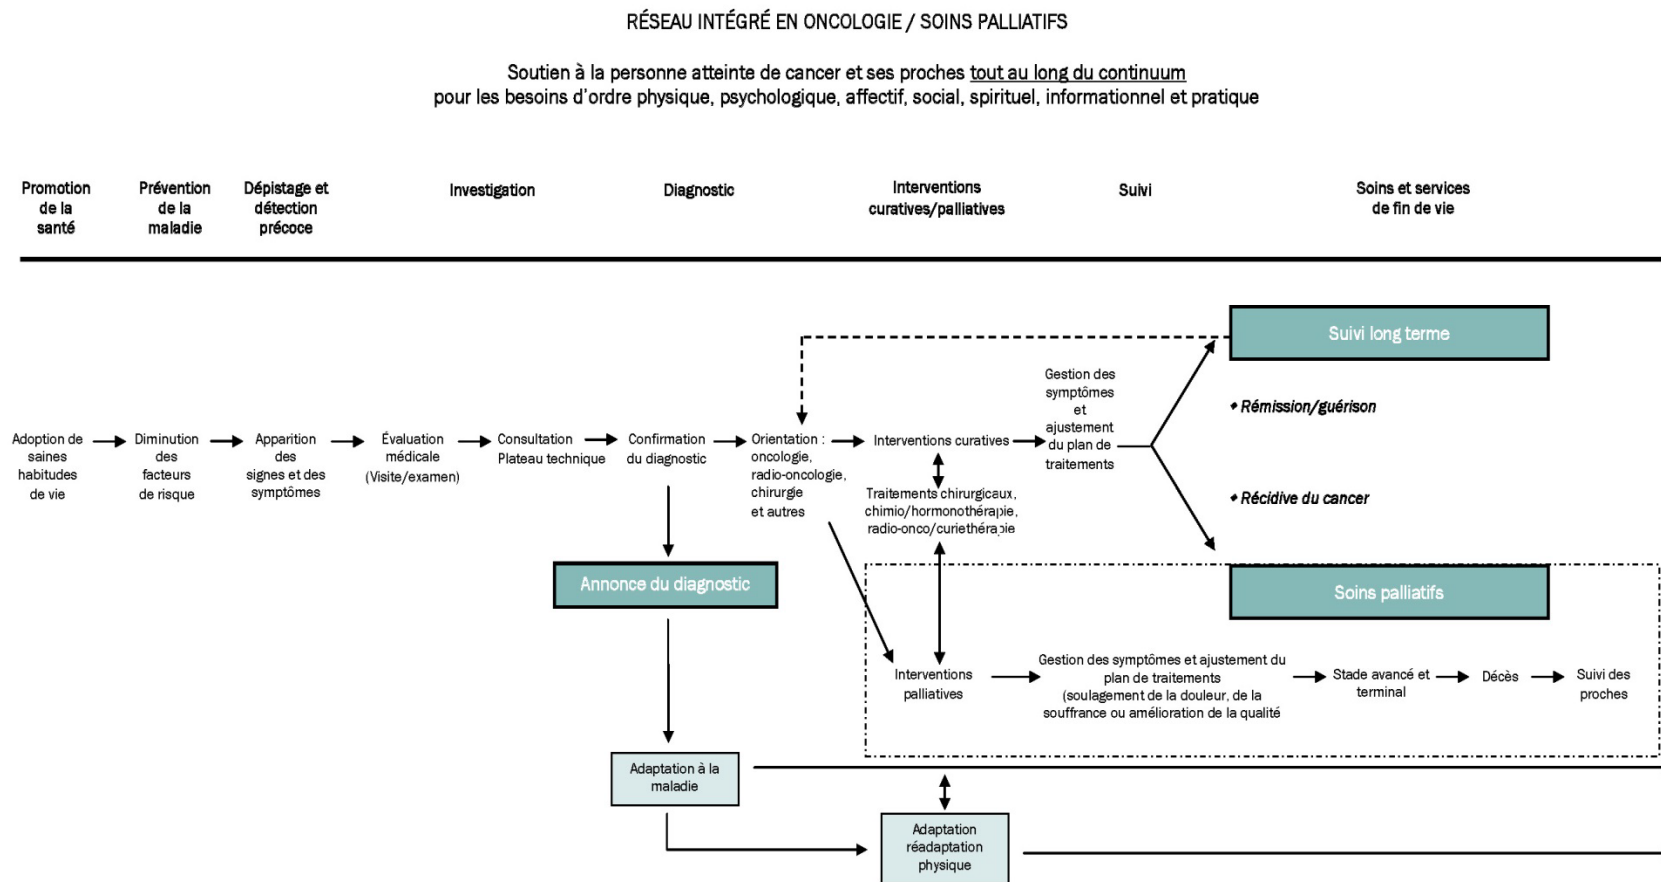 RÉSEAU INTÉGRÉ EN ONCOLOGIE / SOINS PALLIATIFS
Soutien à la personne atteinte de cancer et ses proches tout au long du continuum
pour les besoins d'ordre physique, psychologique, affectif, social, spirituel, informationnel et pratique
Promotion
de la
santé
Prévention
de la
maladie
Dépistage et
détection
précoce
Investigation
Diagnostic
Interventions
curatives/palliatives
Suivi
Soins et services
de fin de vie
Suivi long terme
Rémission/guérison
Récidive du cancer
Adoption de
saines
habitudes
de vie
Diminution
des
facteurs
de risque
Apparition
des
signes et des
symptômes
Évaluation
médicale
(Visite/examen)
Consultation
Plateau technique
Confirmation
du diagnostic
Orientation :
oncologie,
radio-oncologie,
chirurgie
et autres
Interventions curatives
Traitements chirurgicaux,
chimio/hormonothérapie,
radio-onco/curiethérapie
Gestion des
symptômes
et
ajustement
du plan de
traitements
Annonce du diagnostic
Soins palliatifs
Interventions
palliatives
Gestion des symptômes et ajustement du
plan de traitements
(soulagement de la douleur, de la
souffrance ou amélioration de la qualité
Stade avancé et
terminal
Décès
Suivi des
proches
Adaptation à la
maladie
Adaptation
réadaptation
physique